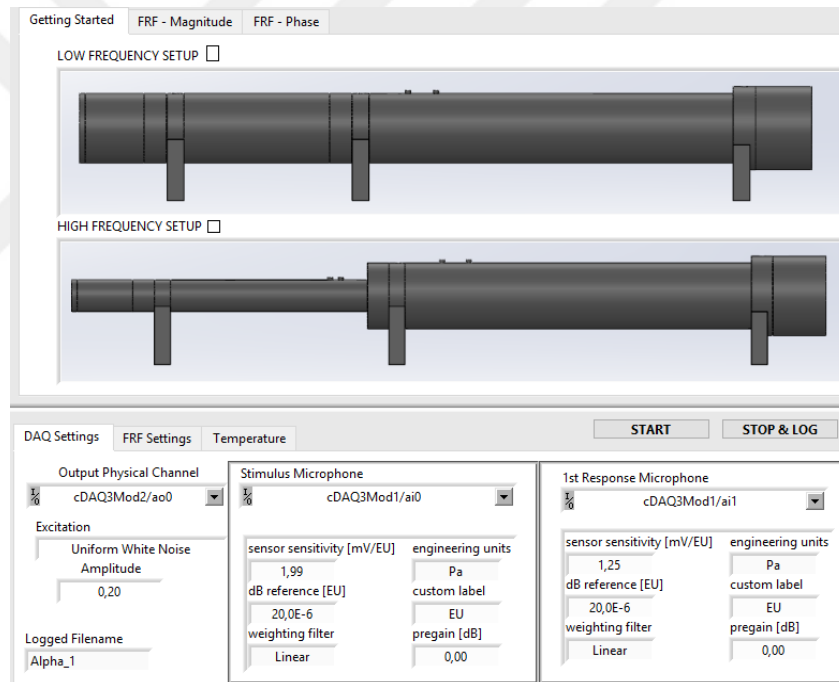 Getting Started FRF - Magnitude FRF - Phase
LOW FREQUENCY SETUP
HIGH FREQUENCY SETUP
START STOP & LOG
DAQ Settings FRF Settings Temperature
Output Physical Channel
I/O cDAQ3Mod2/ao0
Excitation
Uniform White Noise
Amplitude
0,20
Logged Filename
Alpha_1
Stimulus Microphone
I/O cDAQ3Mod1/ai0
sensor sensitivity [mV/EU] engineering units
1,99 Pa
dB reference [EU] custom label
20,0E-6 EU
weighting filter pregain [dB]
Linear 0,00
1st Response Microphone
I/O cDAQ3Mod1/ai1
sensor sensitivity [mV/EU] engineering units
1,25 Pa
dB reference [EU] custom label
20,0E-6 EU
weighting filter pregain [dB]
Linear 0,00